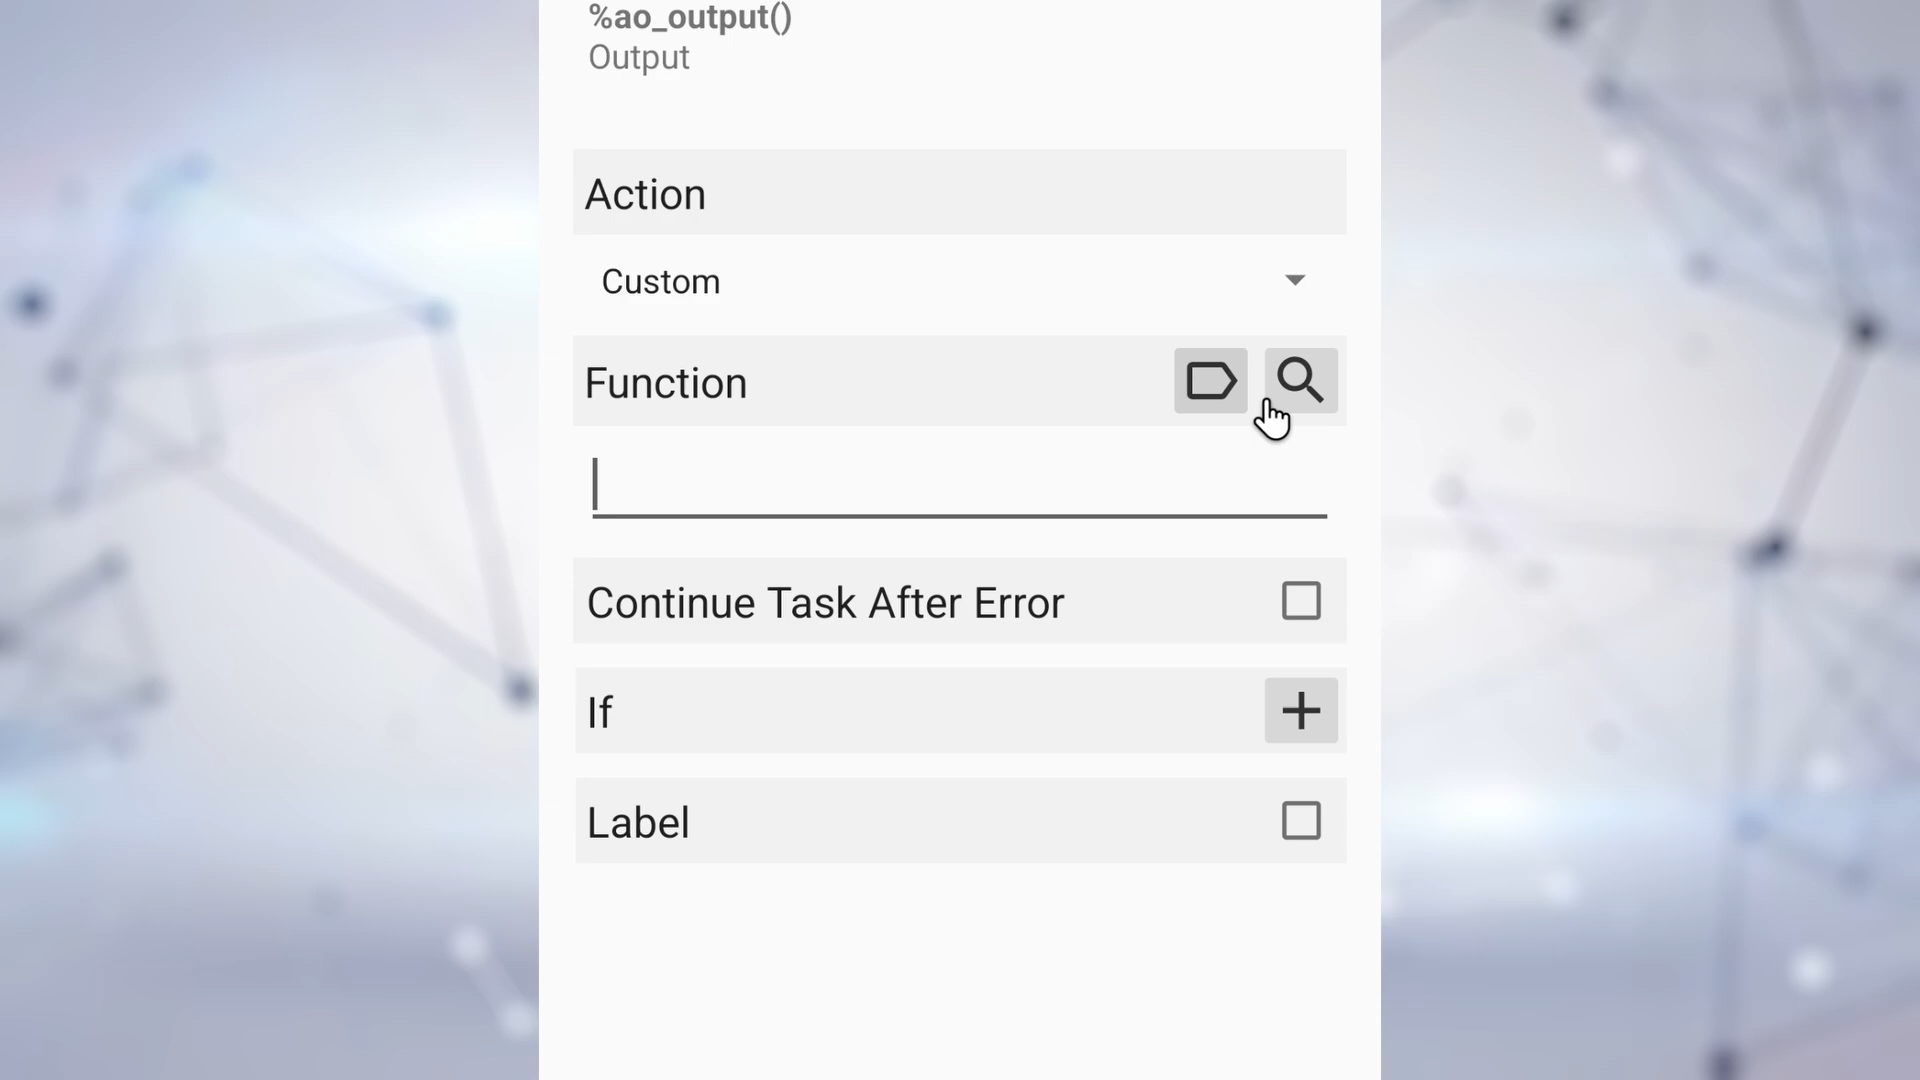 %ao_output()
Output
Action
Custom
Function
Continue Task After Error
If
Label